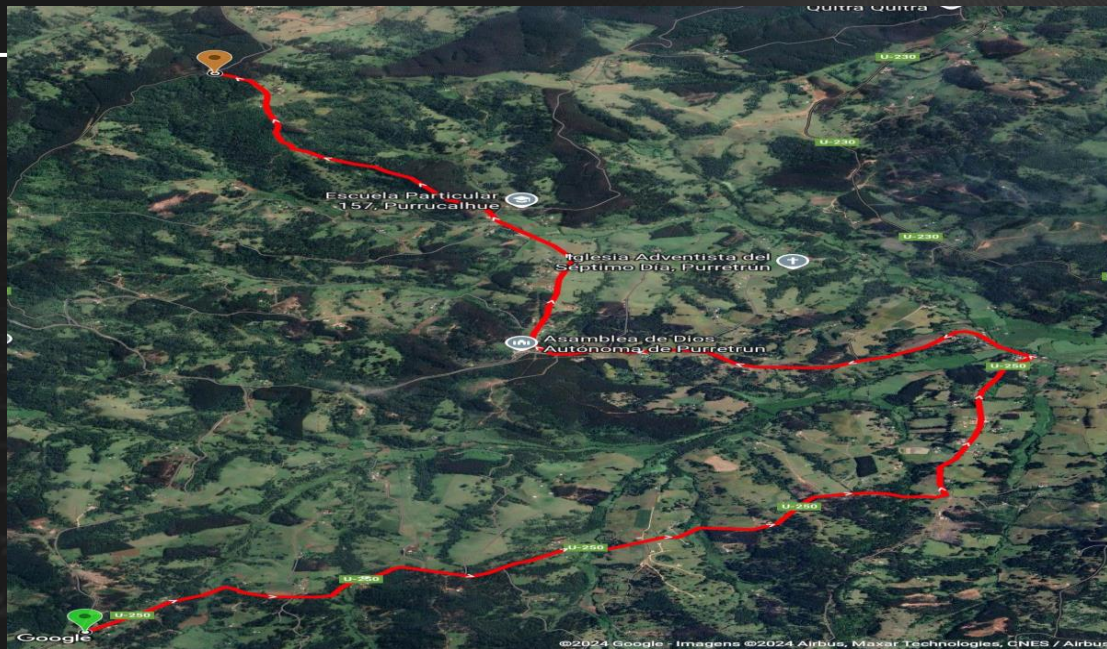 Quitra Quitra
U-230
U-230
Escuela Particular
157, Purrucalhue
U-230
Iglesia Adventista del
Séptimo Día, Purretrun
Asamblea de Dios
Autónoma de Purretrun
U-250
U-250
U-250
U-250
U-250
Google
©2024 Google - Imagens ©2024 Airbus, Maxar Technologies, CNES / Airbus